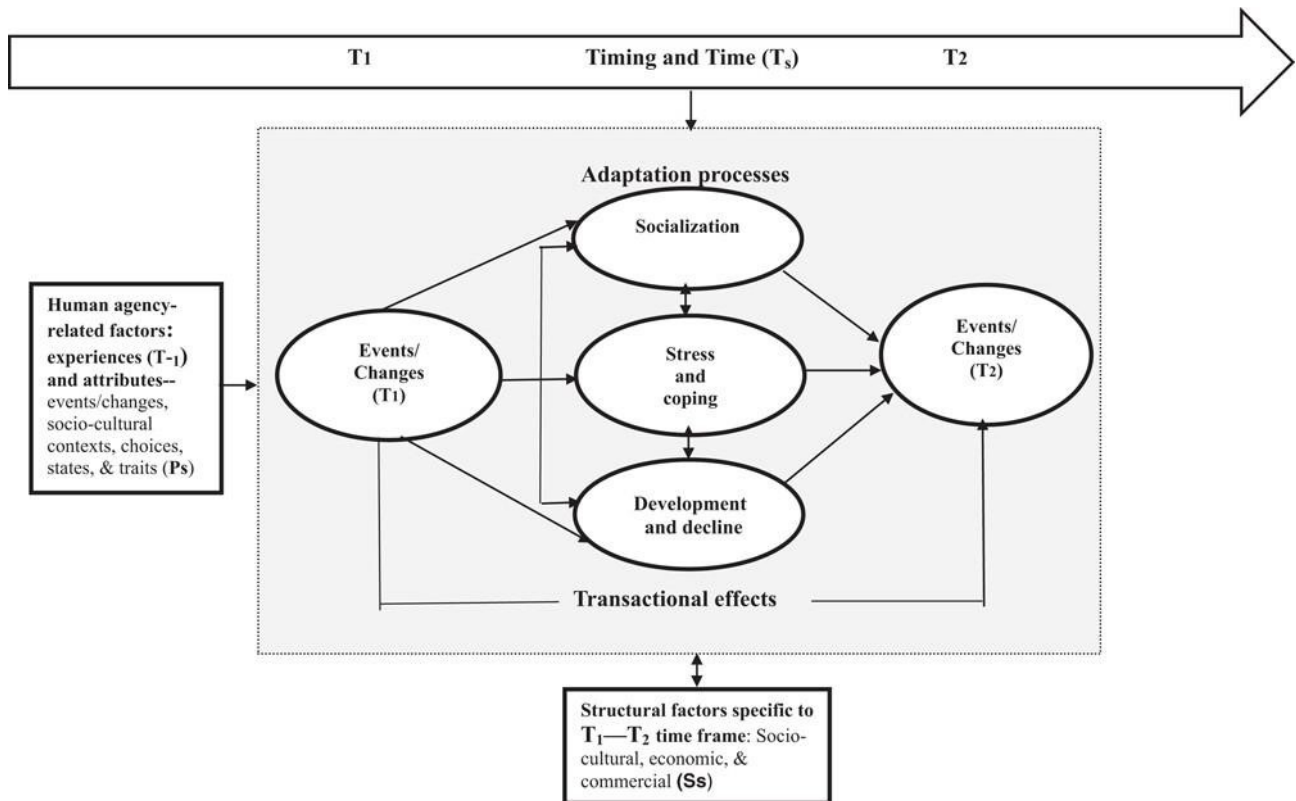 T1 Timing and Time (Ts) T2
Adaptation processes
Socialization
Human agency-
related factors:
experiences (T-1)
and attributes--
events/changes,
socio-cultural
contexts, choices,
states, & traits (Ps)
Events/
Changes
(T1)
Stress
and
coping
Events/
Changes
(T2)
Development
and decline
Transactional effects
Structural factors specific to
T1—T2 time frame: Socio-
cultural, economic, &
commercial (Ss)